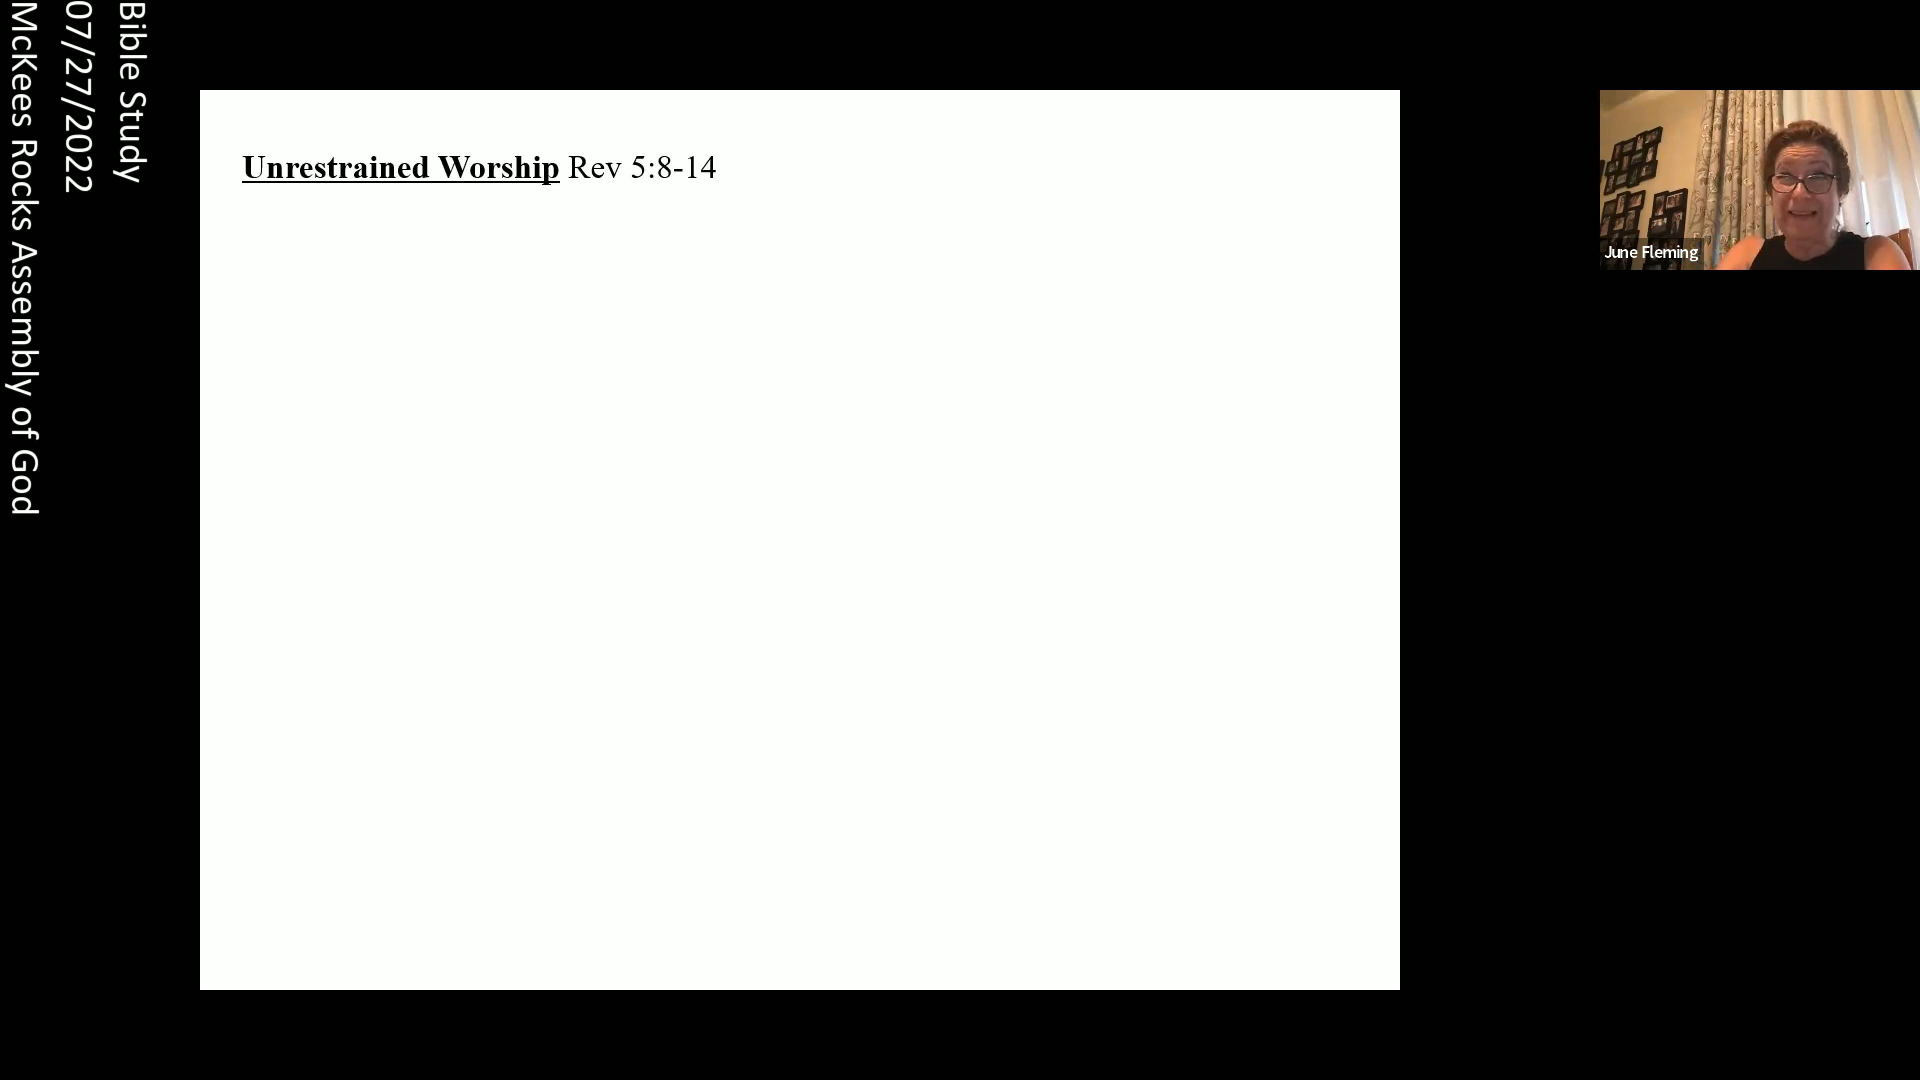 Bible Study
07/27/2022
McKees Rocks Assembly of God
Unrestrained Worship Rev 5:8-14
June Fleming